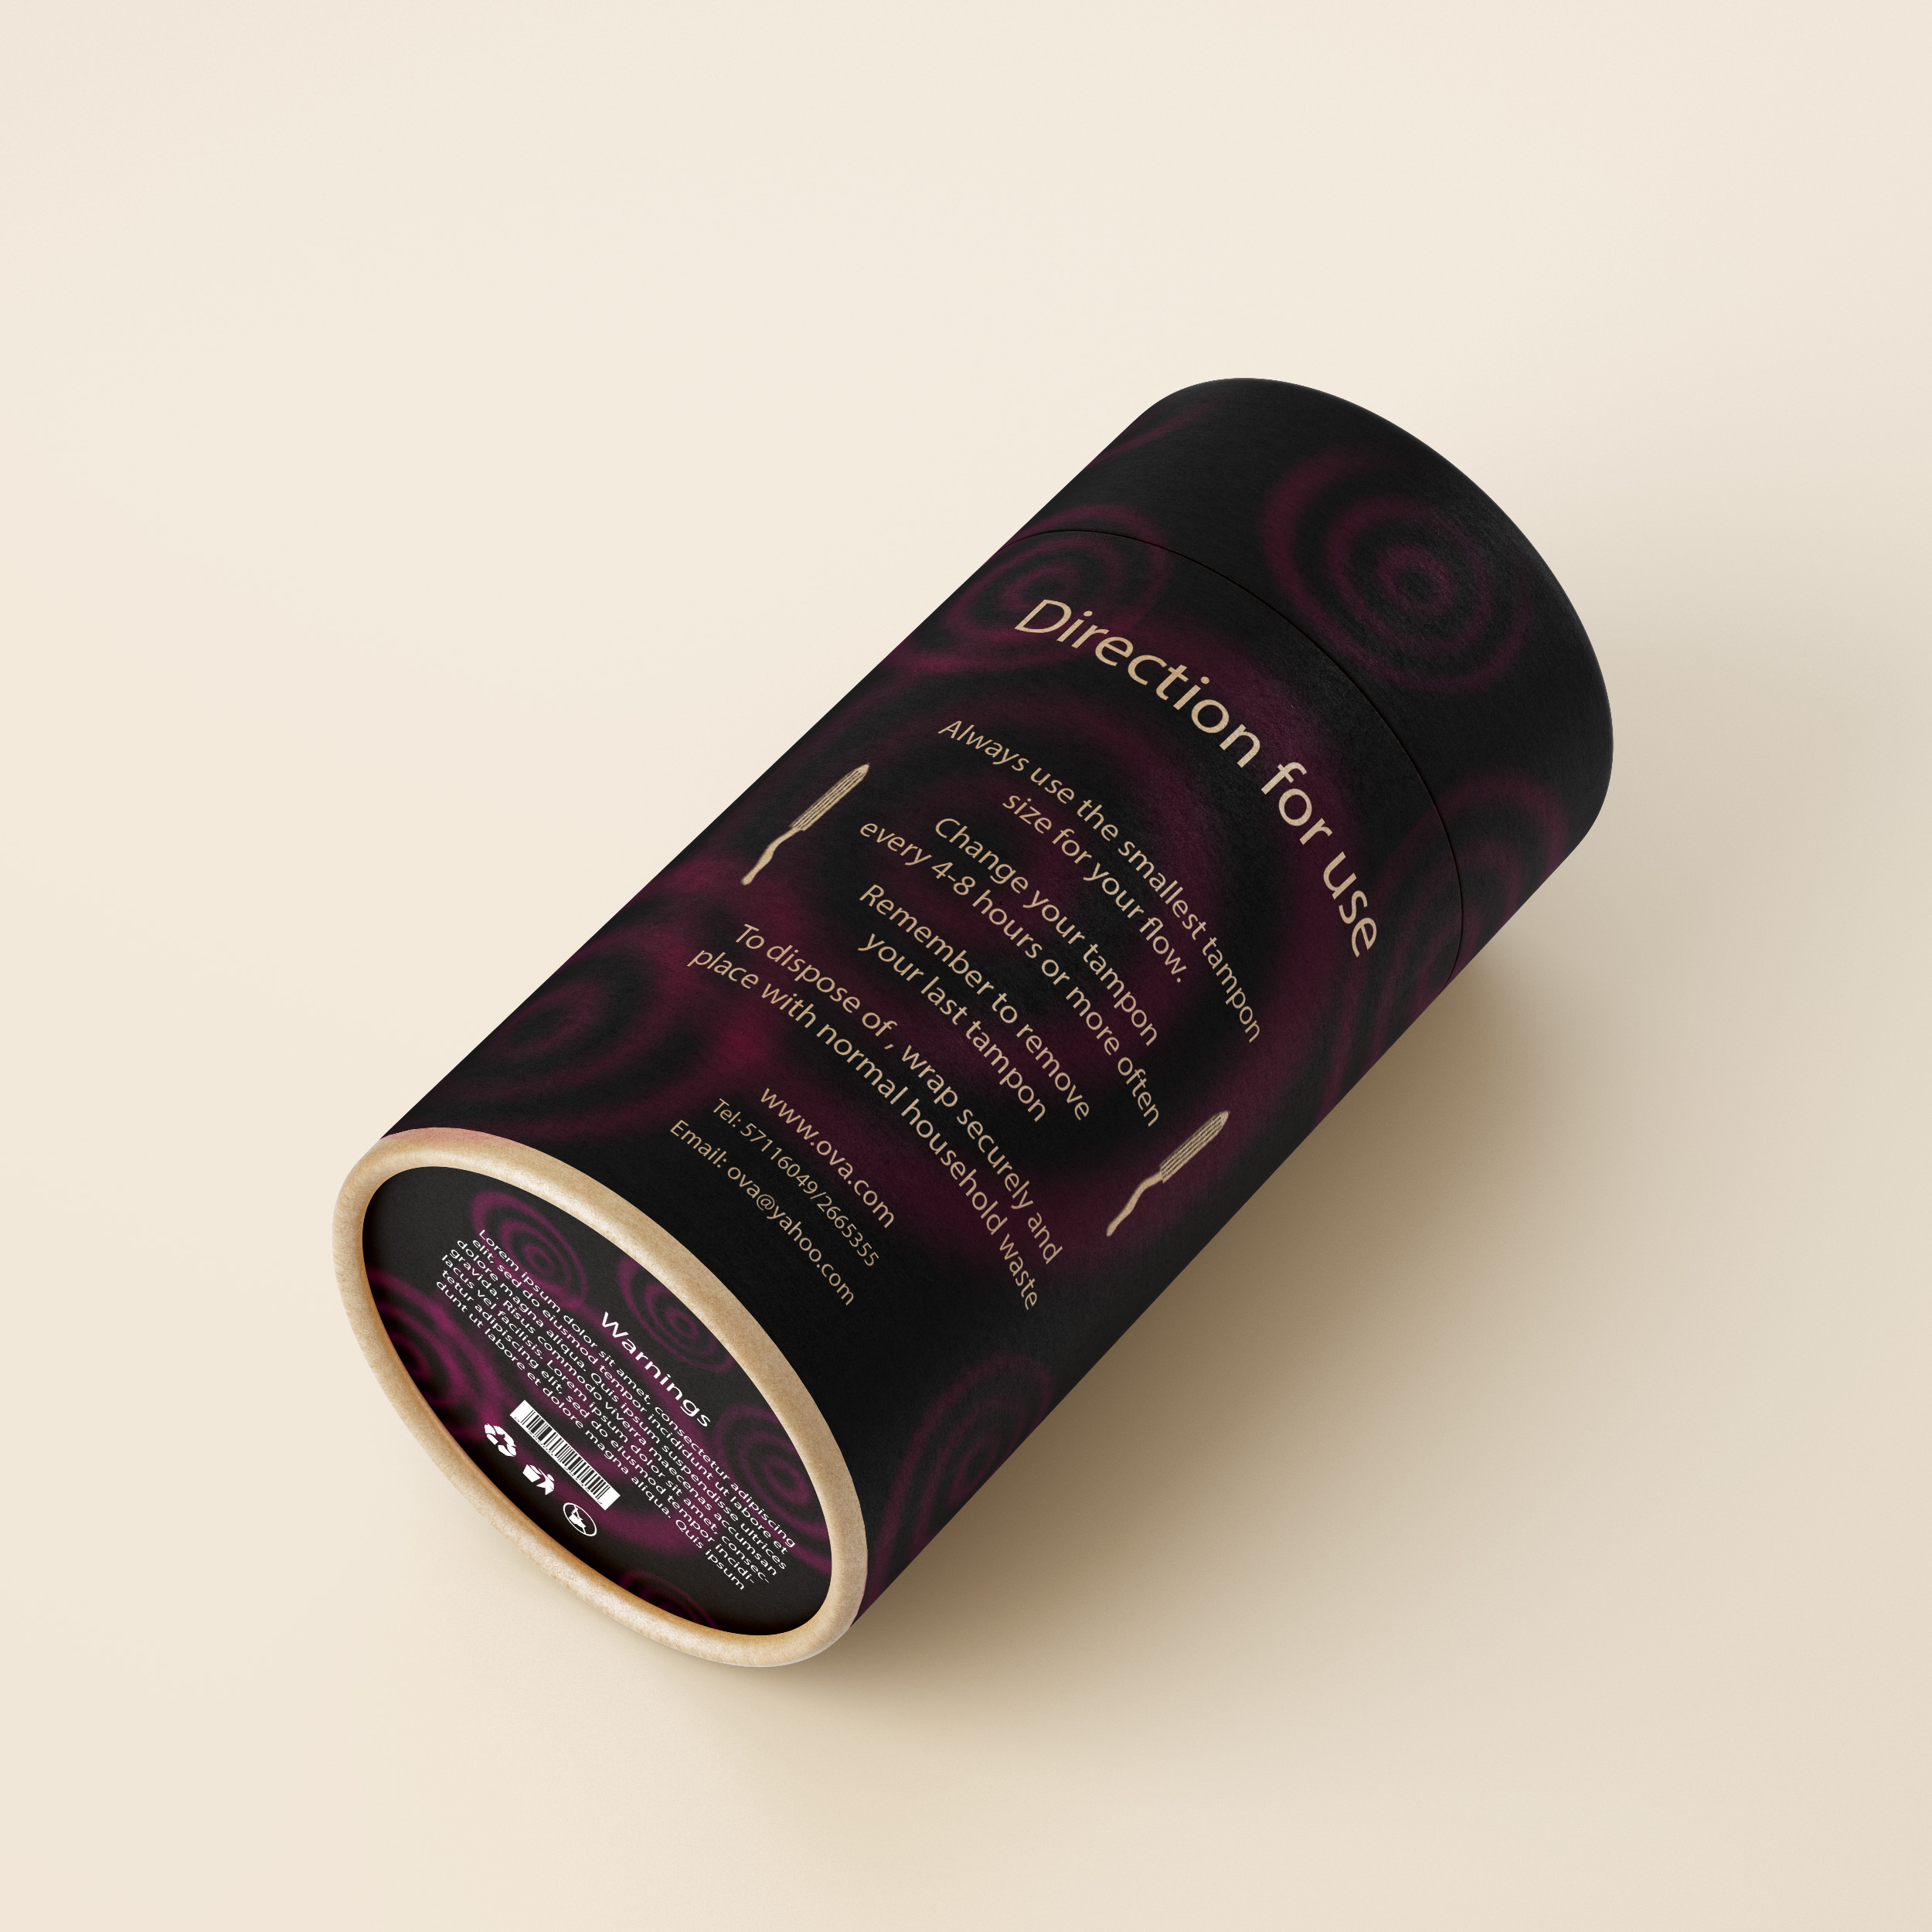 Direction for use
Always use the smallest tampon
size for your flow.
Change your tampon
every 4-8 hours or more often
Remember to remove
your last tampon
To dispose of , wrap securely and
place with normal household waste
www.ova.com
Tel: 57116049/2665355
Email: ova@yahoo.com
Warnings
Lorem ipsum dolor sit amet, consectetur adipiscing
elit, sed do eiusmod tempor incididunt ut labore et
dolore magna aliqua. Quis ipsum suspendisse ultrices
gravida. Risus commodo viverra maecenas accumsan
lacus vel facilisis. Lorem ipsum dolor sit amet, consec-
tetur adipiscing elit, sed do eiusmod tempor incidi-
dunt ut labore et dolore magna aliqua. Quis ipsum